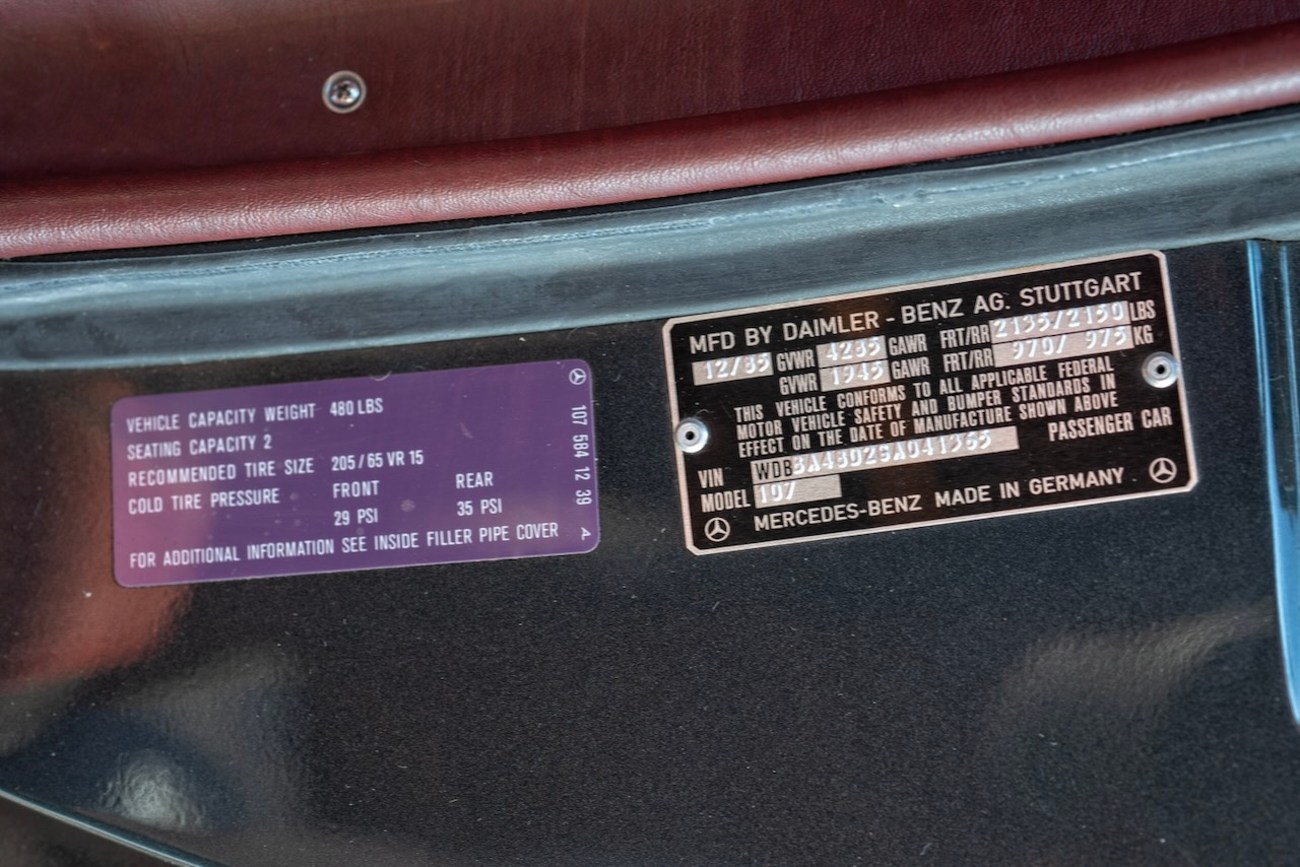 VEHICLE CAPACITY WEIGHT 480 LBS
SEATING CAPACITY 2
RECOMMENDED TIRE SIZE 205/65 VR 15
COLD TIRE PRESSURE FRONT REAR
29 PSI 35 PSI
FOR ADDITIONAL INFORMATION SEE INSIDE FILLER PIPE COVER
107 584 12 39 A
MFD BY DAIMLER-BENZ AG. STUTTGART
12/85 GVWR 4285 GAWR FRT/RR 2135/2150 LBS
GVWR 1945 GAWR FRT/RR 970/ 975 KG
THIS VEHICLE CONFORMS TO ALL APPLICABLE FEDERAL
MOTOR VEHICLE SAFETY AND BUMPER STANDARDS IN
EFFECT ON THE DATE OF MANUFACTURE SHOWN ABOVE
VIN PASSENGER CAR
MODEL 107
MERCEDES-BENZ MADE IN GERMANY